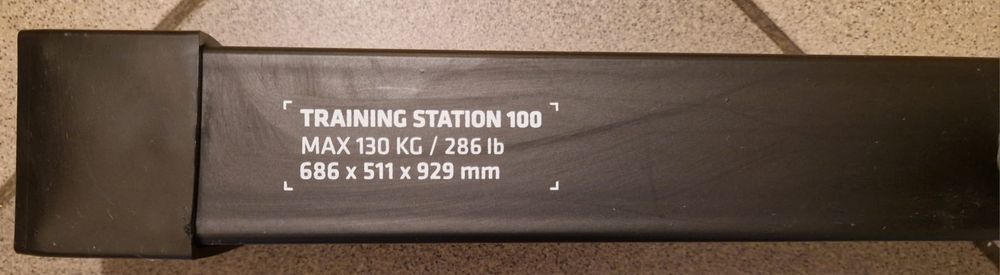 TRAINING STATION 100
MAX 130 KG / 286 lb
686 x 511 x 929 mm